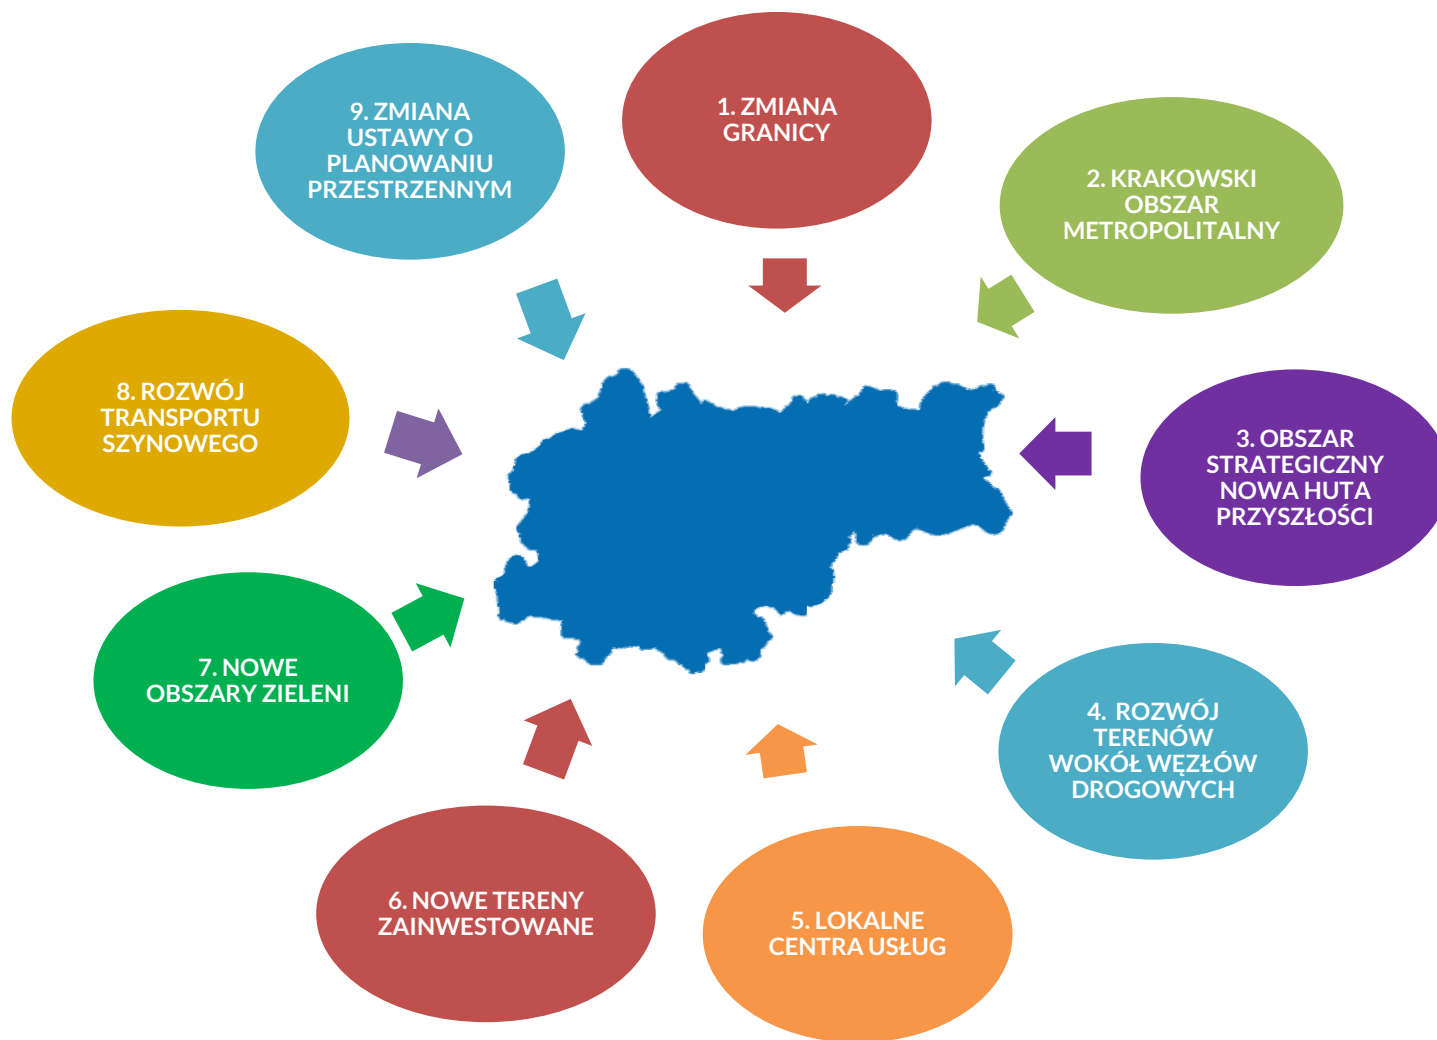 1. ZMIANA
GRANICY
2. KRAKOWSKI
OBSZAR
METROPOLITALNY
3. OBSZAR
STRATEGICZNY
NOWA HUTA
PRZYSZŁOŚCI
4. ROZWÓJ
TERENÓW
WOKÓŁ WĘZŁÓW
DROGOWYCH
5. LOKALNE
CENTRA USŁUG
6. NOWE TERENY
ZAINWESTOWANE
7. NOWE
OBSZARY ZIELENI
8. ROZWÓJ
TRANSPORTU
SZYNOWEGO
9. ZMIANA
USTAWY O
PLANOWANIU
PRZESTRZENNYM